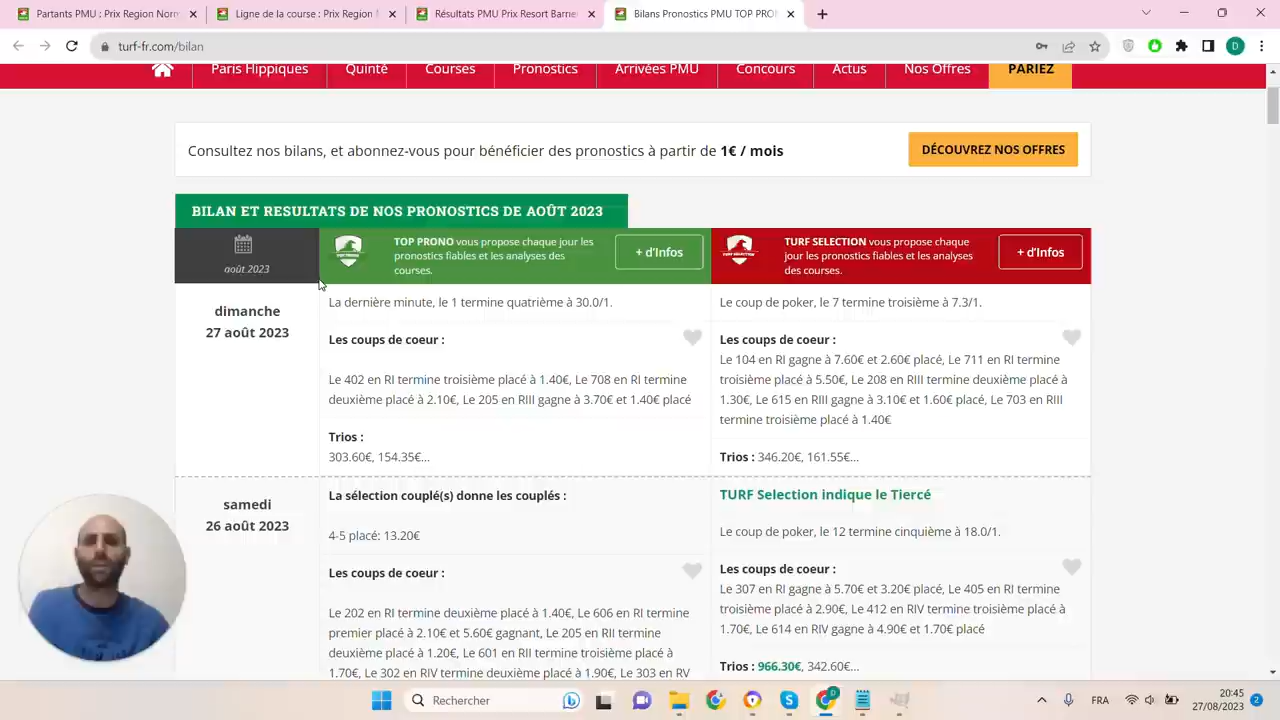 Partants PMU : Prix Region Norm
Ligne de la course : Prix Region
Résultats PMU Prix Resort Barrier
Bilans Pronostics PMU TOP PRON
turf-fr.com/bilan
D
Paris Hippiques
Quinté
Courses
Pronostics
Arrivées PMU
Concours
Actus
Nos Offres
PARIEZ
Consultez nos bilans, et abonnez-vous pour bénéficier des pronostics à partir de 1€ / mois
DÉCOUVREZ NOS OFFRES
BILAN ET RESULTATS DE NOS PRONOSTICS DE AOÛT 2023
août 2023
TOP PRONO vous propose chaque jour les
pronostics fiables et les analyses des
courses.
+ d'Infos
TURF SELECTION vous propose chaque
jour les pronostics fiables et les analyses
des courses.
+ d'Infos
dimanche
27 août 2023
La dernière minute, le 1 termine quatrième à 30.0/1.
Les coups de coeur :
Le 402 en RI termine troisième placé à 1.40€, Le 708 en RI termine
deuxième placé à 2.10€, Le 205 en RIII gagne à 3.70€ et 1.40€ placé
Trios :
303.60€, 154.35€...
Le coup de poker, le 7 termine troisième à 7.3/1.
Les coups de coeur :
Le 104 en RI gagne à 7.60€ et 2.60€ placé, Le 711 en RI termine
troisième placé à 5.50€, Le 208 en RIII termine deuxième placé à
1.30€, Le 615 en RIII gagne à 3.10€ et 1.60€ placé, Le 703 en RIII
termine troisième placé à 1.40€
Trios : 346.20€, 161.55€...
samedi
26 août 2023
La sélection couplé(s) donne les couplés :
4-5 placé: 13.20€
Les coups de coeur :
Le 202 en RI termine deuxième placé à 1.40€, Le 606 en RI termine
premier placé à 2.10€ et 5.60€ gagnant, Le 205 en RII termine
deuxième placé à 1.20€, Le 601 en RII termine troisième placé à
1.70€, Le 302 en RIV termine deuxième placé à 1.90€, Le 303 en RV
TURF Selection indique le Tiercé
Le coup de poker, le 12 termine cinquième à 18.0/1.
Les coups de coeur :
Le 307 en RI gagne à 5.70€ et 3.20€ placé, Le 405 en RI termine
troisième placé à 2.90€, Le 412 en RIV termine troisième placé à
1.70€, Le 614 en RIV gagne à 4.90€ et 1.70€ placé
Trios : 966.30€, 342.60€...
Rechercher
FRA
20:45
27/08/2023
2